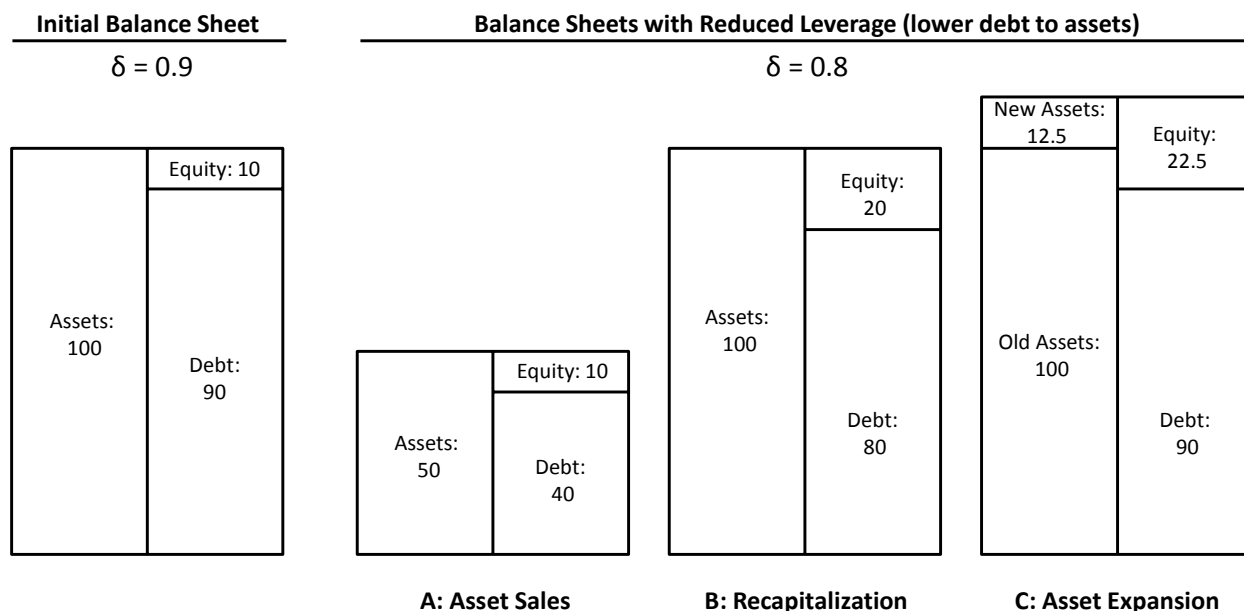 Initial Balance Sheet
Balance Sheets with Reduced Leverage (lower debt to assets)
δ = 0.9
δ = 0.8
Assets:
100
Equity: 10
Debt:
90
Assets:
50
Equity: 10
Debt:
40
Assets:
100
Equity:
20
Debt:
80
New Assets:
12.5
Old Assets:
100
Equity:
22.5
Debt:
90
A: Asset Sales
B: Recapitalization
C: Asset Expansion